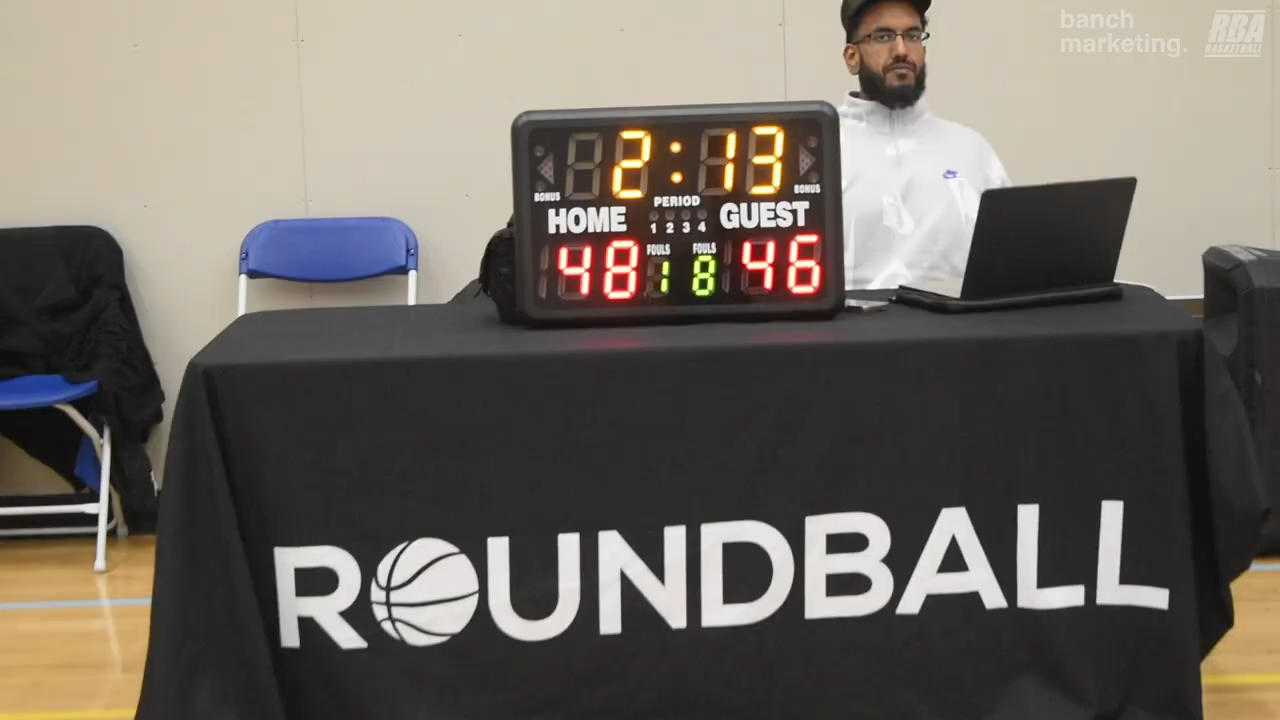 banch
marketing.
RBA
BASKETBALL
2:13
BONUS BONUS
PERIOD
HOME GUEST
1 2 3 4
FOULS FOULS
48 1 8 46
ROUNDBALL